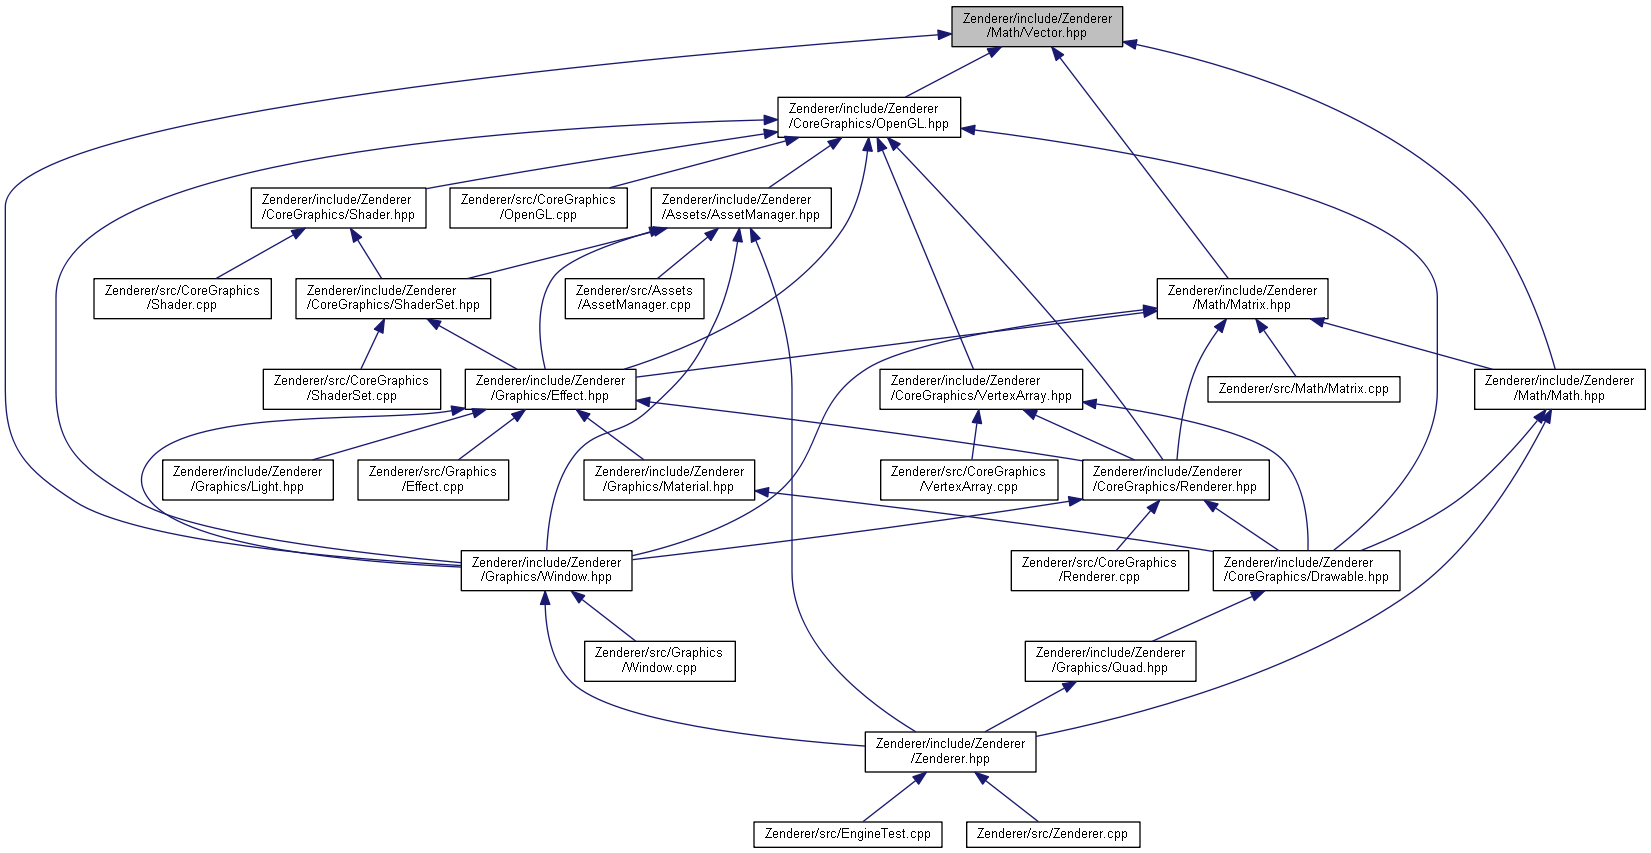 Zenderer/include/Zenderer
/Math/Vector.hpp
Zenderer/include/Zenderer
/CoreGraphics/OpenGL.hpp
Zenderer/include/Zenderer
/CoreGraphics/Shader.hpp
Zenderer/src/CoreGraphics
/OpenGL.cpp
Zenderer/include/Zenderer
/Assets/AssetManager.hpp
Zenderer/src/CoreGraphics
/Shader.cpp
Zenderer/include/Zenderer
/CoreGraphics/ShaderSet.hpp
Zenderer/src/Assets
/AssetManager.cpp
Zenderer/include/Zenderer
/Math/Matrix.hpp
Zenderer/src/CoreGraphics
/ShaderSet.cpp
Zenderer/include/Zenderer
/Graphics/Effect.hpp
Zenderer/include/Zenderer
/CoreGraphics/VertexArray.hpp
Zenderer/src/Math/Matrix.cpp
Zenderer/include/Zenderer
/Math/Math.hpp
Zenderer/include/Zenderer
/Graphics/Light.hpp
Zenderer/src/Graphics
/Effect.cpp
Zenderer/include/Zenderer
/Graphics/Material.hpp
Zenderer/src/CoreGraphics
/VertexArray.cpp
Zenderer/include/Zenderer
/CoreGraphics/Renderer.hpp
Zenderer/include/Zenderer
/Graphics/Window.hpp
Zenderer/src/CoreGraphics
/Renderer.cpp
Zenderer/include/Zenderer
/CoreGraphics/Drawable.hpp
Zenderer/src/Graphics
/Window.cpp
Zenderer/include/Zenderer
/Graphics/Quad.hpp
Zenderer/include/Zenderer
/Zenderer.hpp
Zenderer/src/EngineTest.cpp
Zenderer/src/Zenderer.cpp